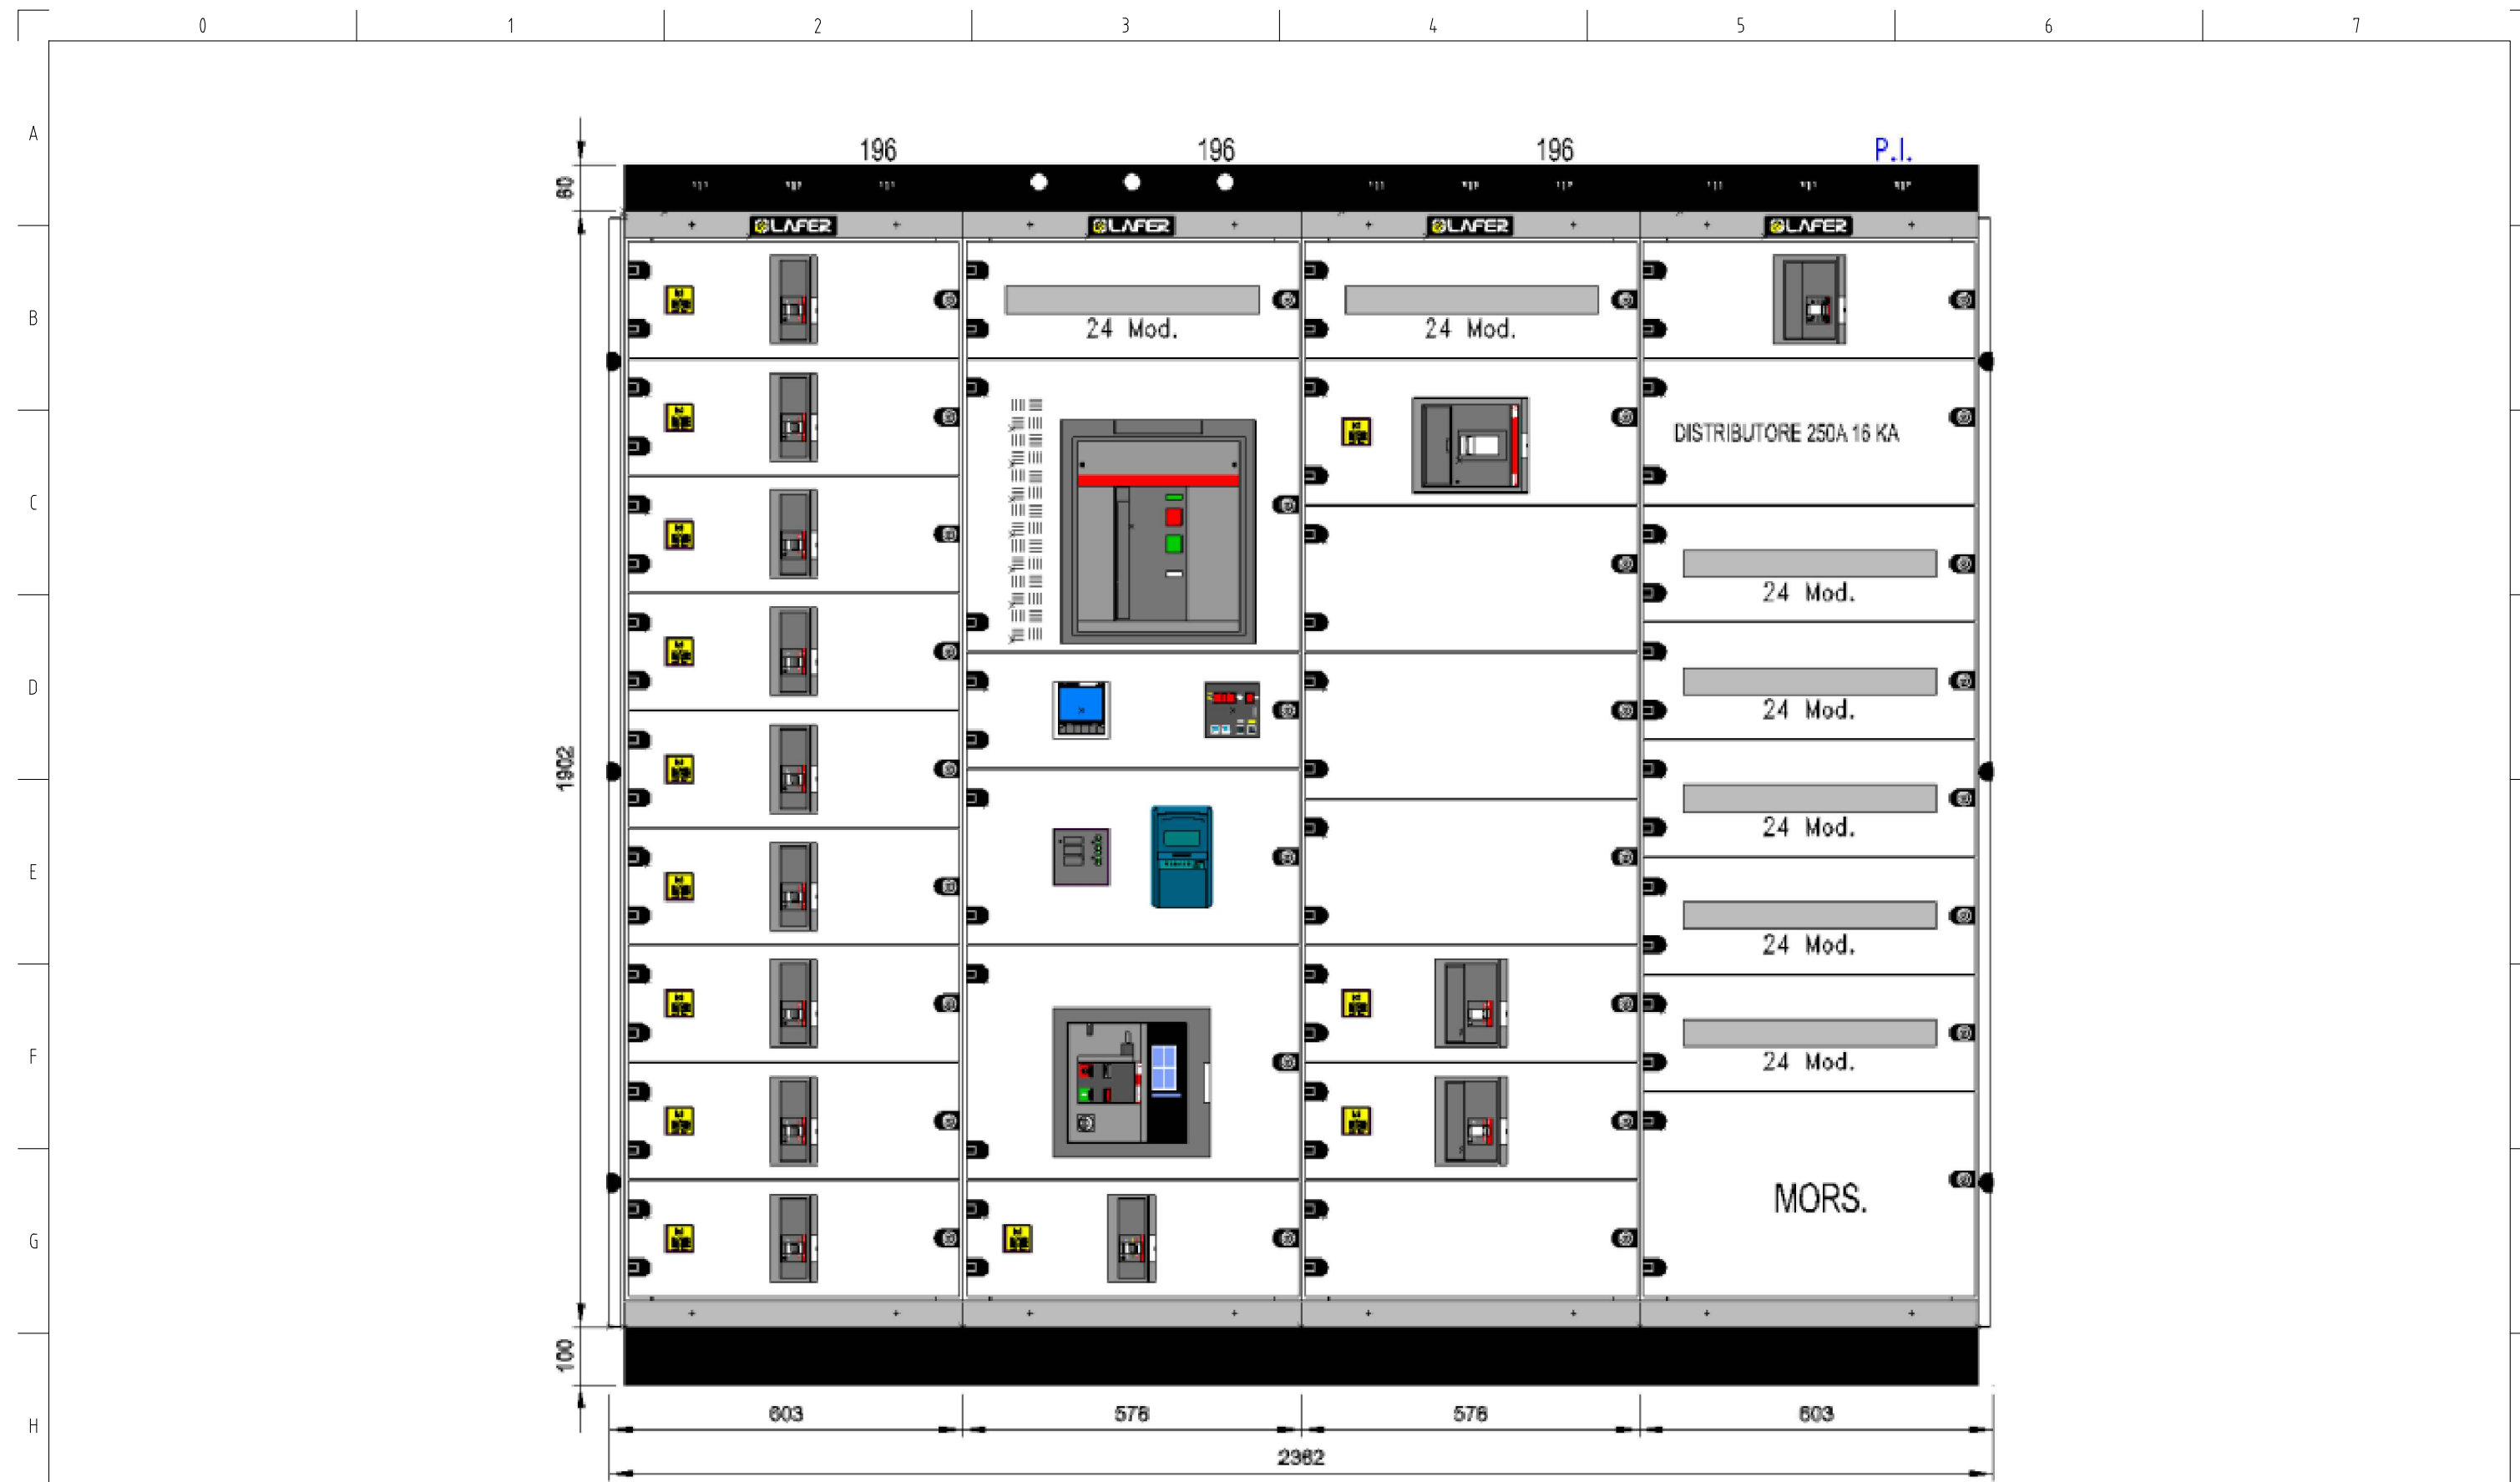 0 1 2 3 4 5 6 7
A
B
C
D
E
F
G
H
196 196 196 P.I.
80
LAFER LAFER LAFER LAFER
24 Mod. 24 Mod.
DISTRIBUTORE 250A 16 KA
24 Mod.
24 Mod.
1902
24 Mod.
24 Mod.
24 Mod.
MORS.
100
603 578 578 603
2362